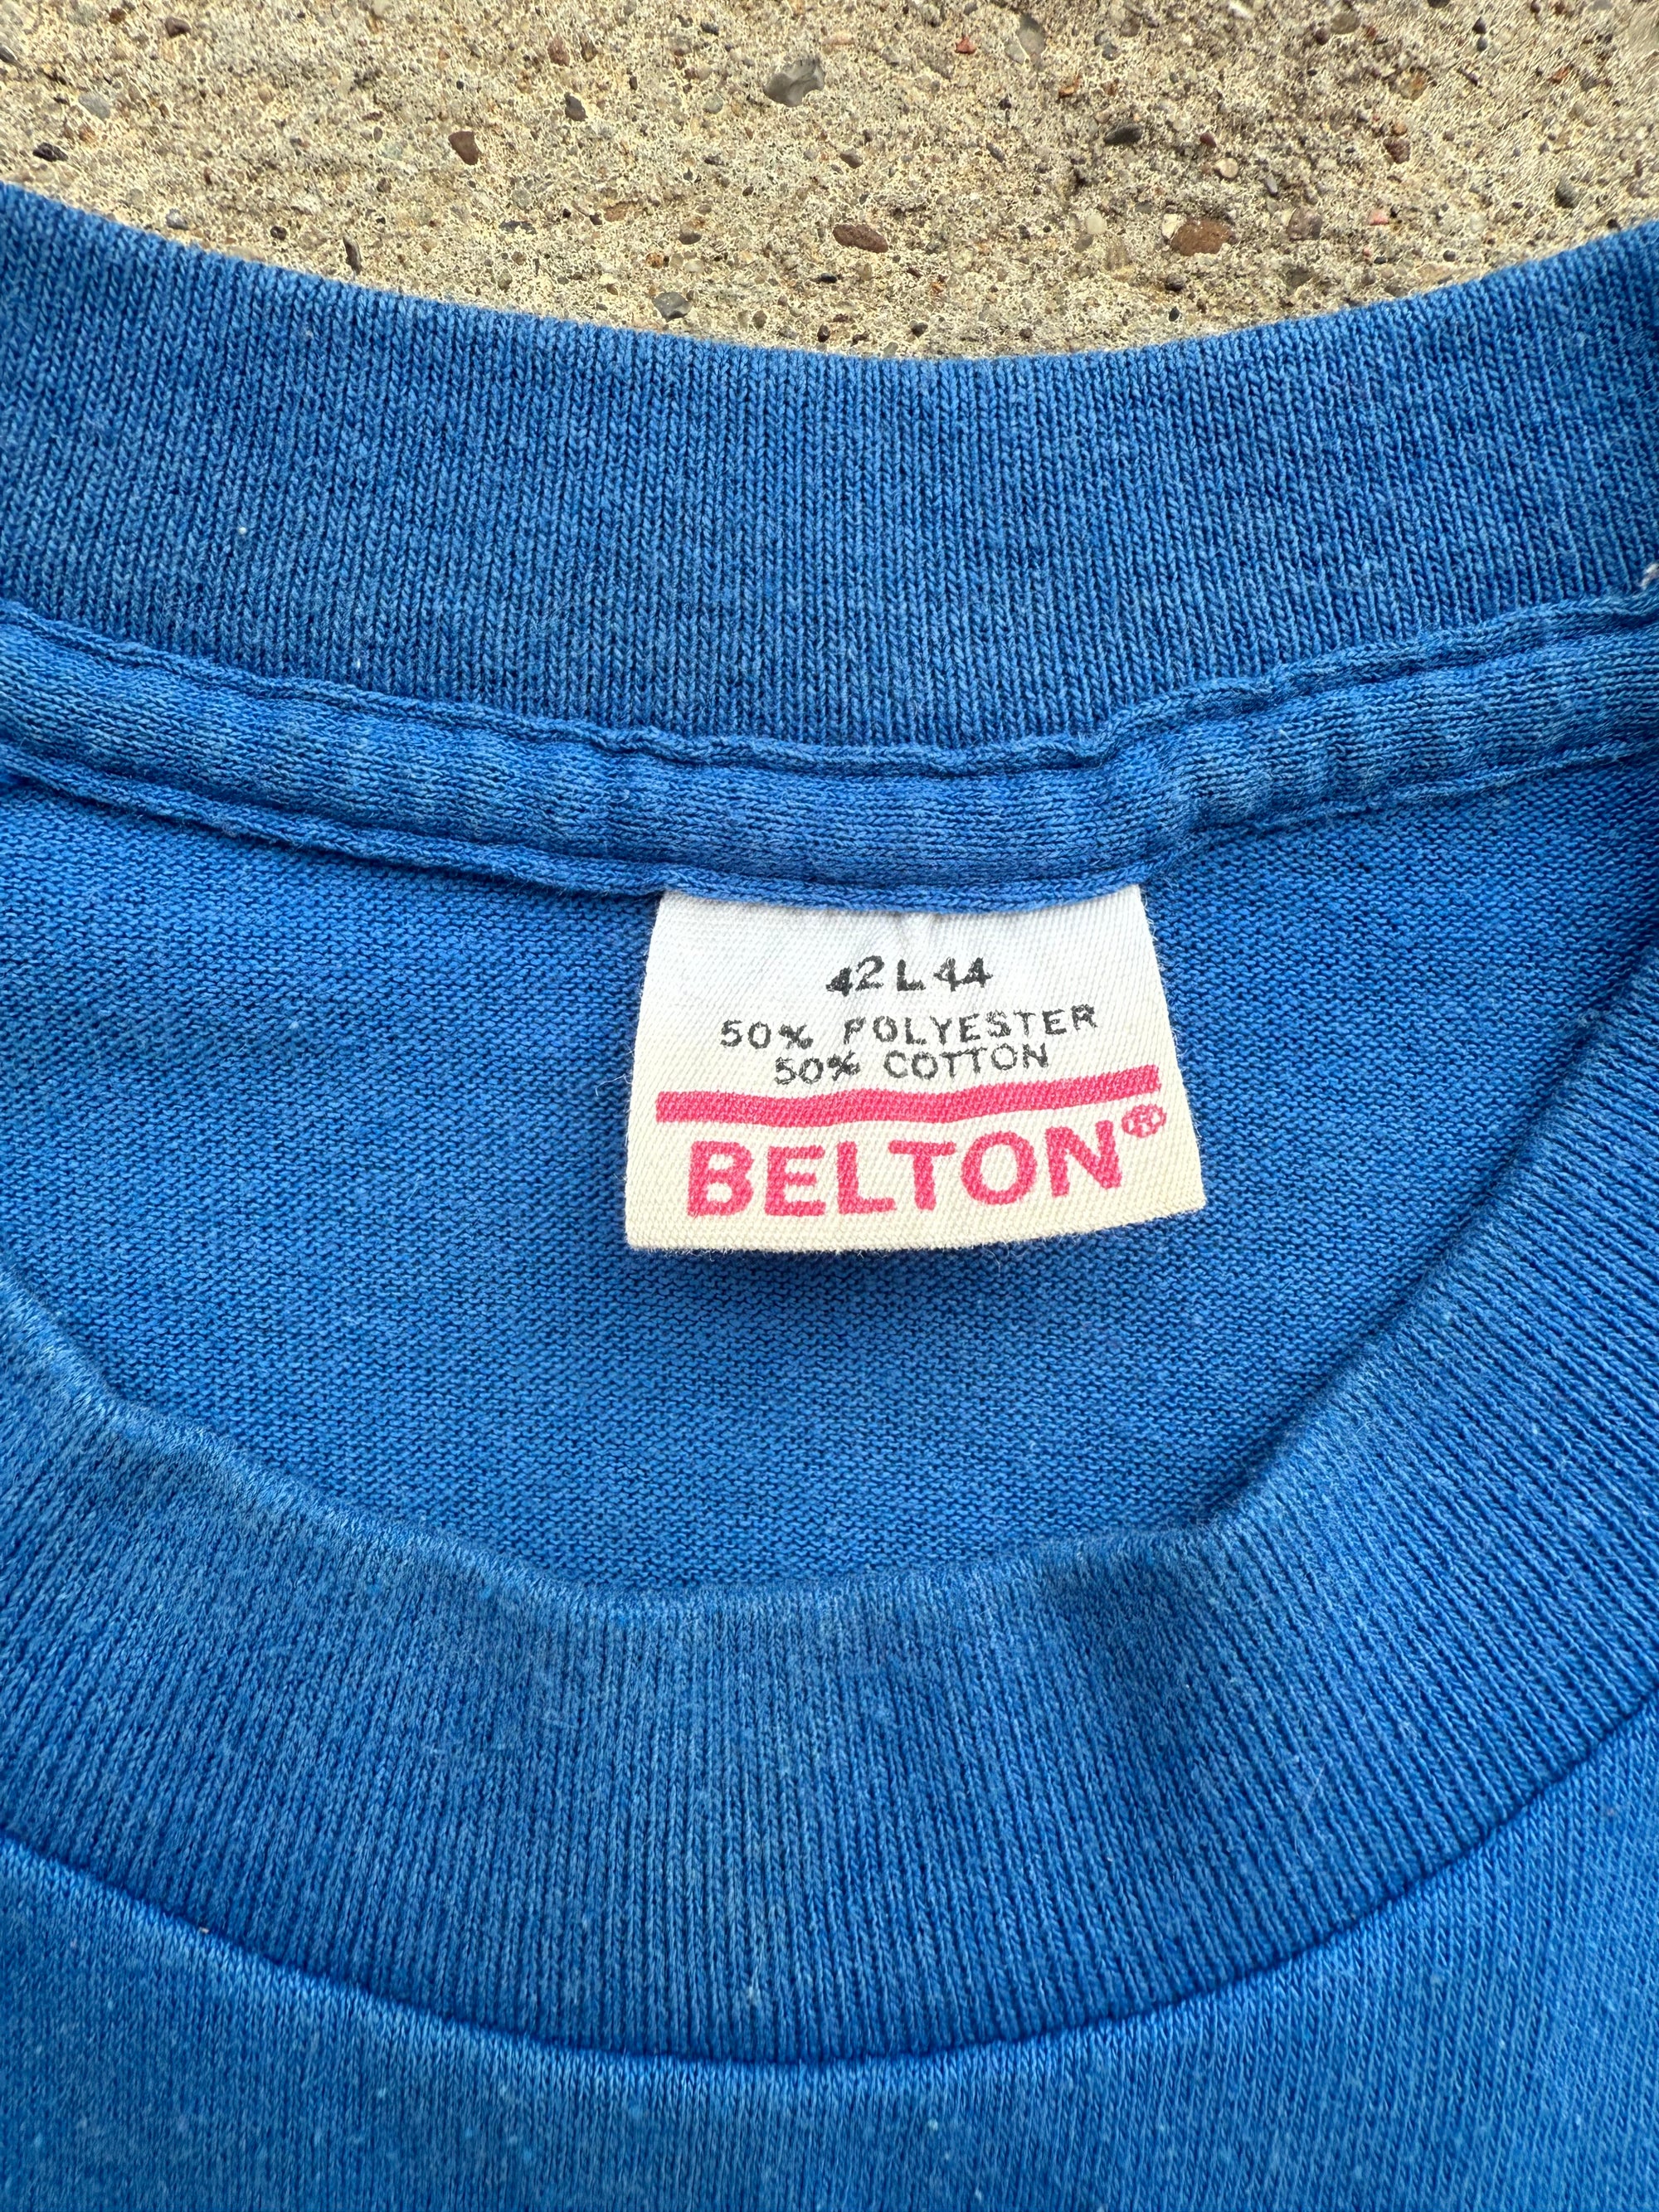 42 L 44
50% POLYESTER
50% COTTON
BELTON®